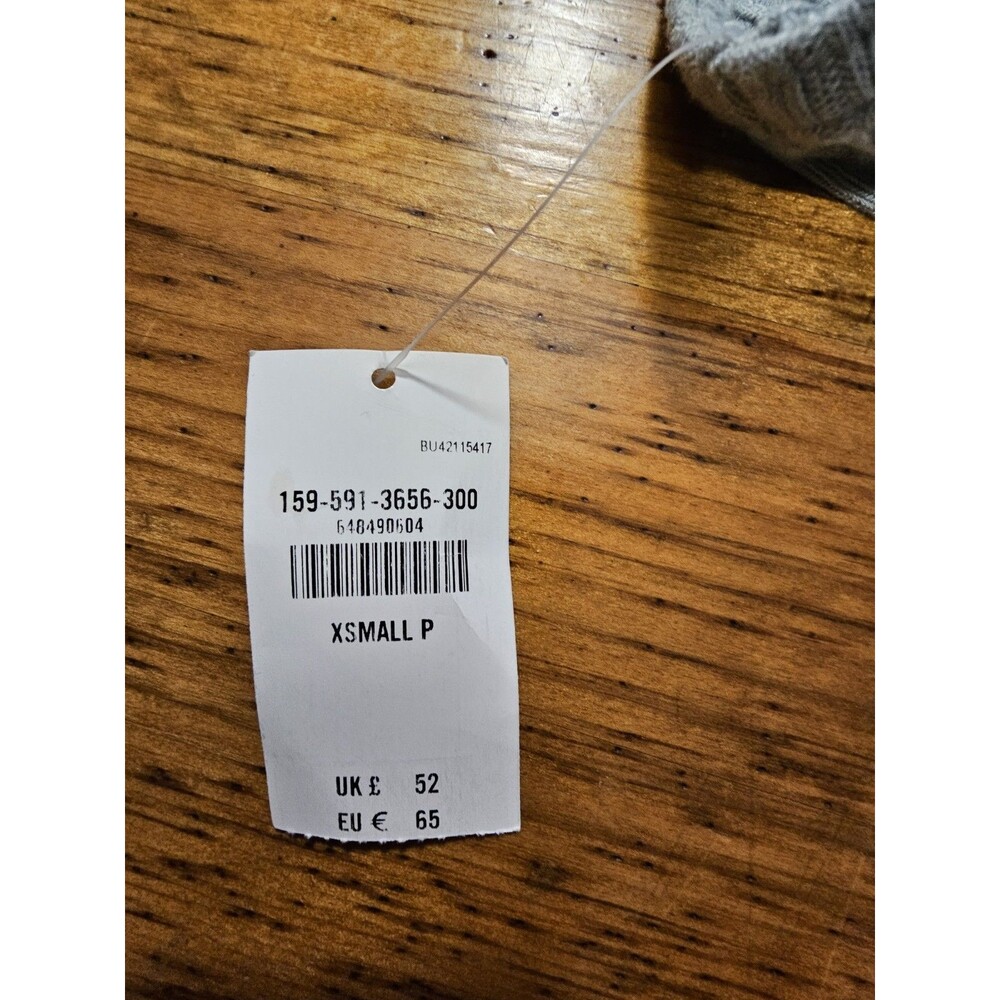 BU42115417
159-591-3656-300
648490604
XSMALL P
UK £ 52
EU € 65